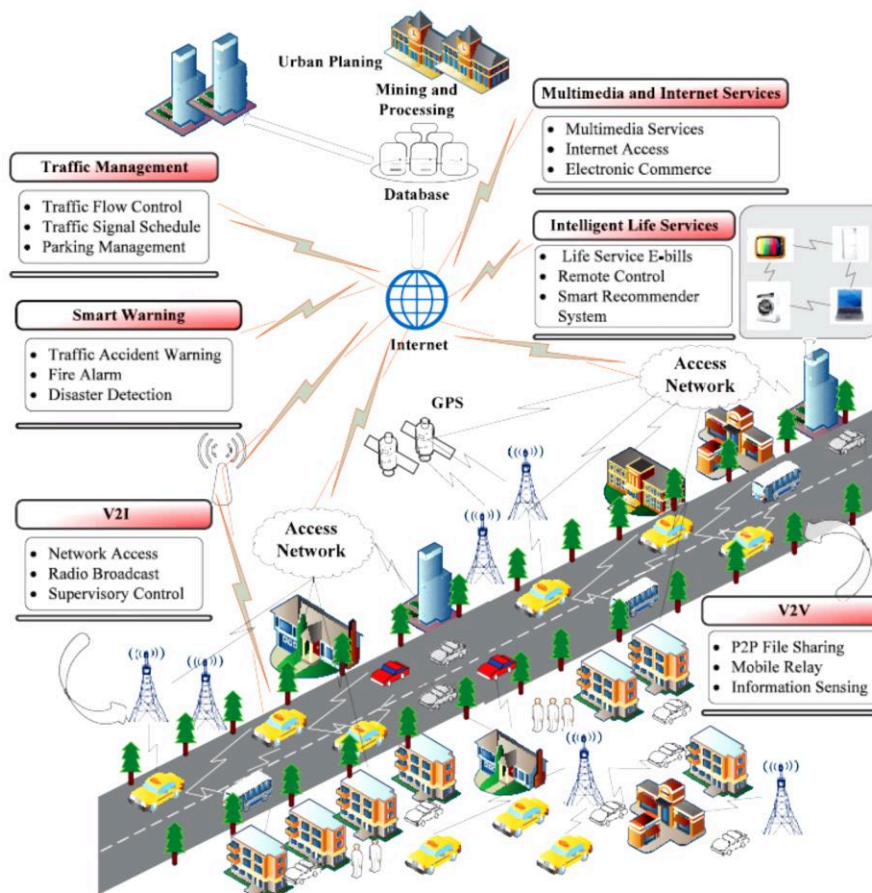 Urban Planing
Mining and
Processing
Database
Multimedia and Internet Services
• Multimedia Services
• Internet Access
• Electronic Commerce
Traffic Management
• Traffic Flow Control
• Traffic Signal Schedule
• Parking Management
Intelligent Life Services
• Life Service E-bills
• Remote Control
• Smart Recommender
System
Smart Warning
• Traffic Accident Warning
• Fire Alarm
• Disaster Detection
Internet
Access
Network
GPS
V2I
• Network Access
• Radio Broadcast
• Supervisory Control
Access
Network
V2V
• P2P File Sharing
• Mobile Relay
• Information Sensing